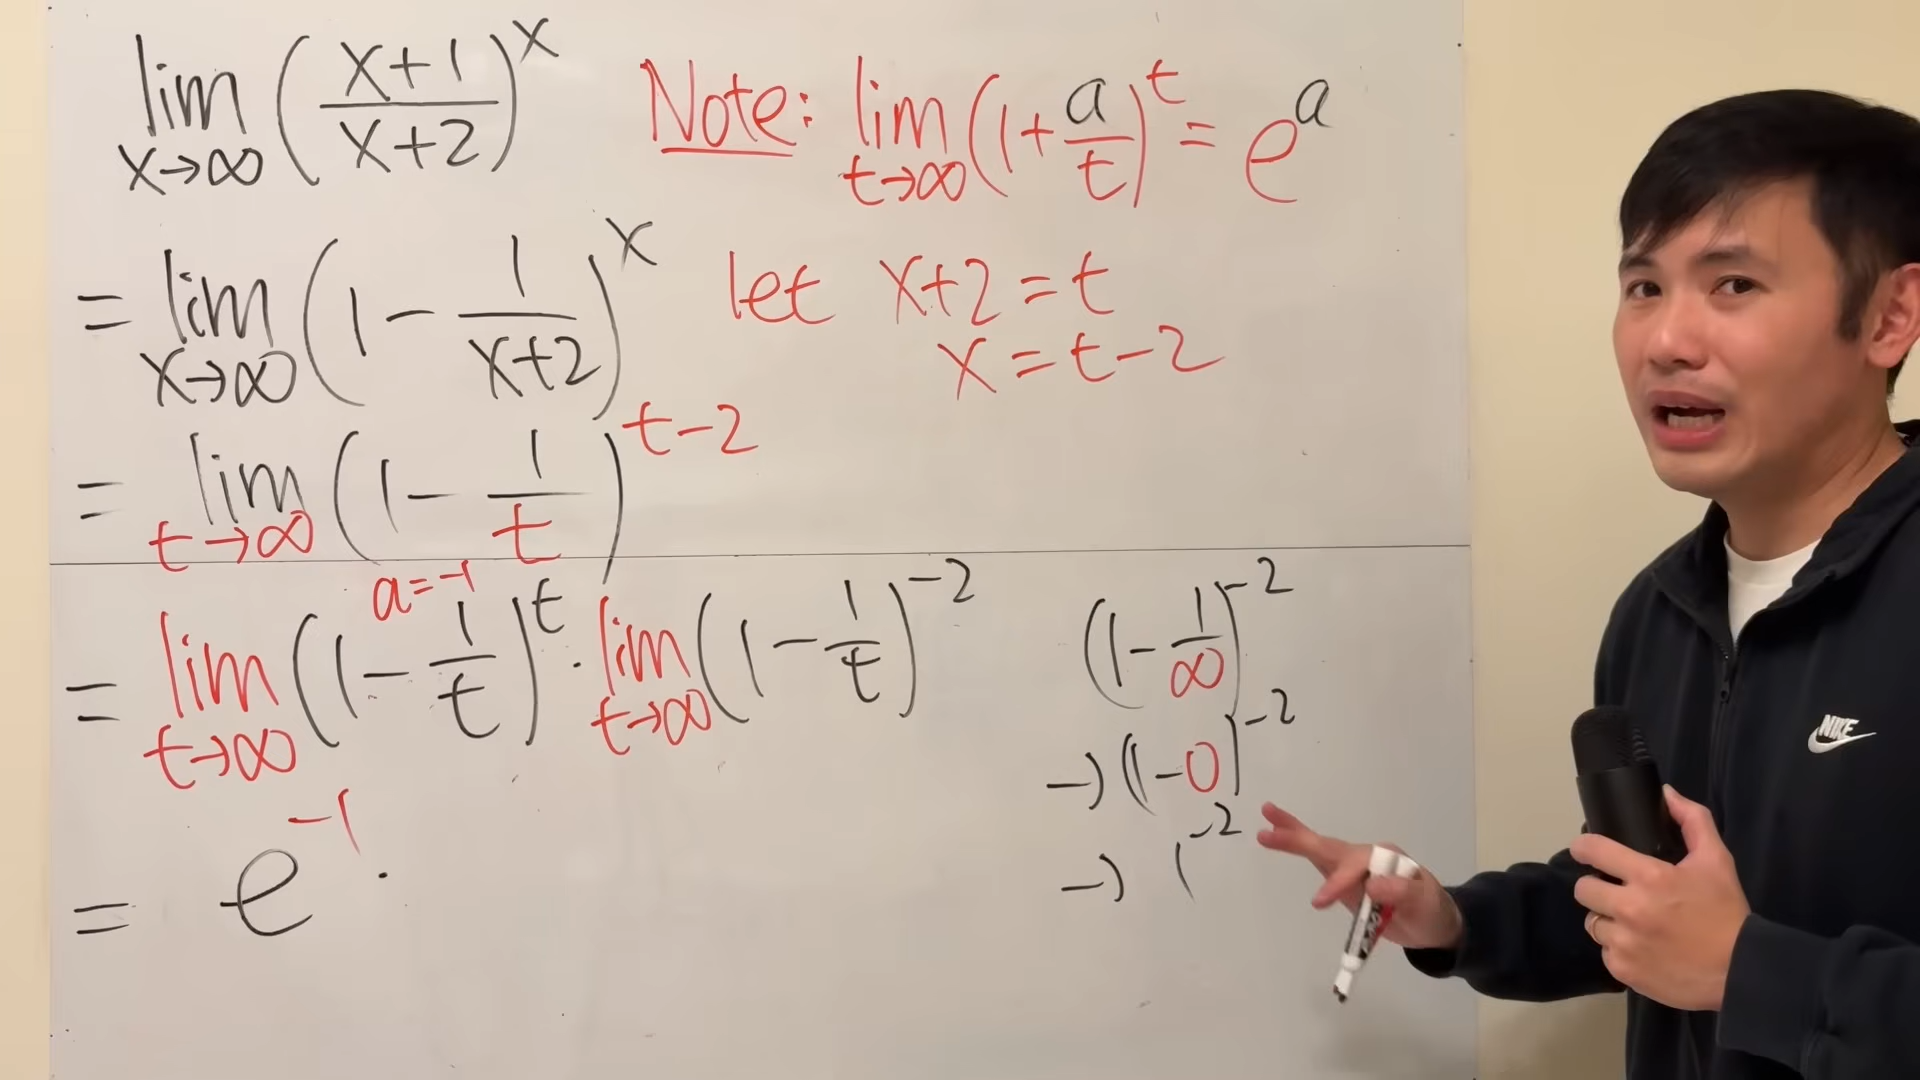 lim x→∞ ((x+1)/(x+2))^x
Note: lim t→∞ (1+a/t)^t = e^a
= lim x→∞ (1 - 1/(x+2))^x
let x+2 = t
x = t-2
= lim t→∞ (1 - 1/t)^(t-2)
a=-1
= lim t→∞ (1 - 1/t)^t · lim t→∞ (1 - 1/t)^-2
(1 - 1/∞)^-2
→ (1-0)^-2
→ 1^-2
= e^-1 ·
NIKE